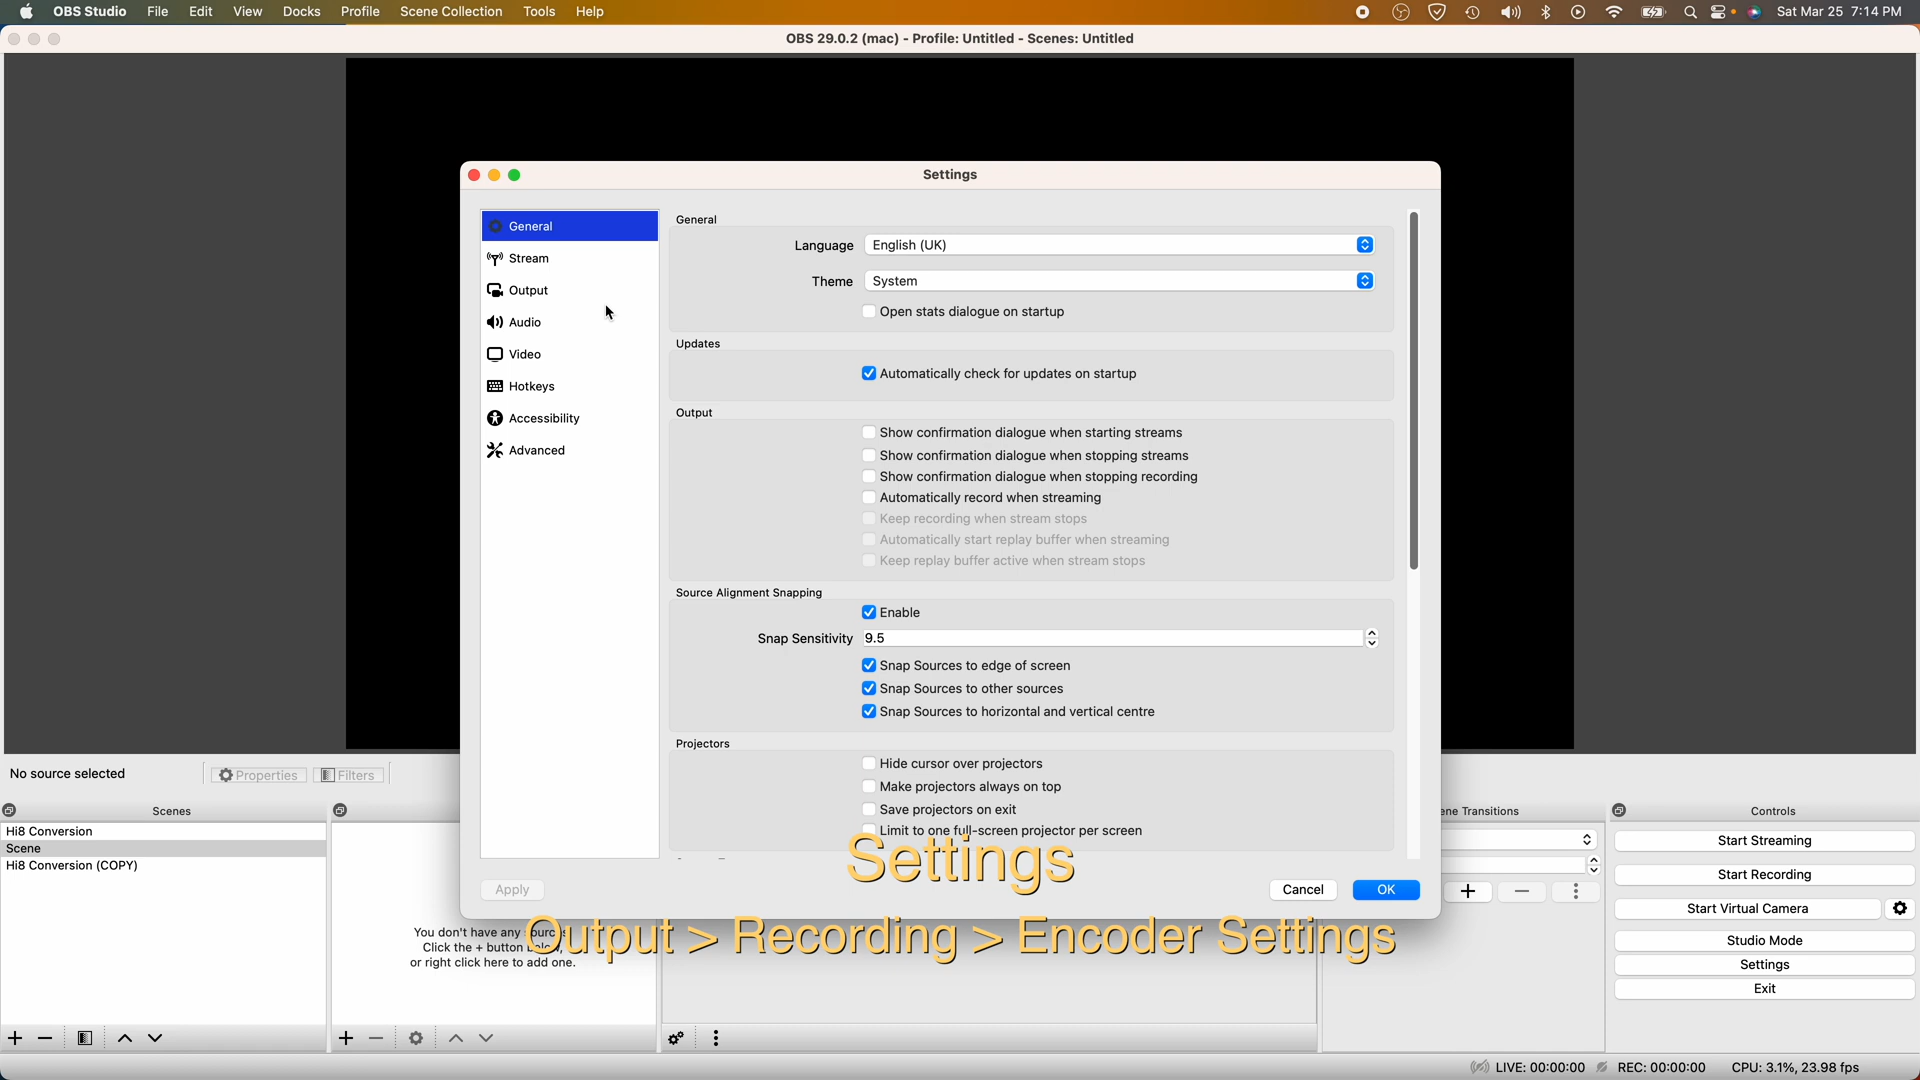 OBS Studio File Edit View Docks Profile Scene Collection Tools Help Sat Mar 25 7:14 PM
OBS 29.0.2 (mac) - Profile: Untitled - Scenes: Untitled
Settings
General
Stream
Output
Audio
Video
Hotkeys
Accessibility
Advanced
General
Language English (UK)
Theme System
Open stats dialogue on startup
Updates
Automatically check for updates on startup
Output
Show confirmation dialogue when starting streams
Show confirmation dialogue when stopping streams
Show confirmation dialogue when stopping recording
Automatically record when streaming
Keep recording when stream stops
Automatically start replay buffer when streaming
Keep replay buffer active when stream stops
Source Alignment Snapping
Enable
Snap Sensitivity 9.5
Snap Sources to edge of screen
Snap Sources to other sources
Snap Sources to horizontal and vertical centre
Projectors
Hide cursor over projectors
Make projectors always on top
Save projectors on exit
Limit to one full-screen projector per screen
Apply Cancel OK
Settings
Output > Recording > Encoder Settings
No source selected Properties Filters
Scenes
Hi8 Conversion
Scene
Hi8 Conversion (COPY)
You don't have any
Click the + button
or right click here to add one.
ene Transitions
Controls
Start Streaming
Start Recording
Start Virtual Camera
Studio Mode
Settings
Exit
LIVE: 00:00:00 REC: 00:00:00 CPU: 3.1%, 23.98 fps